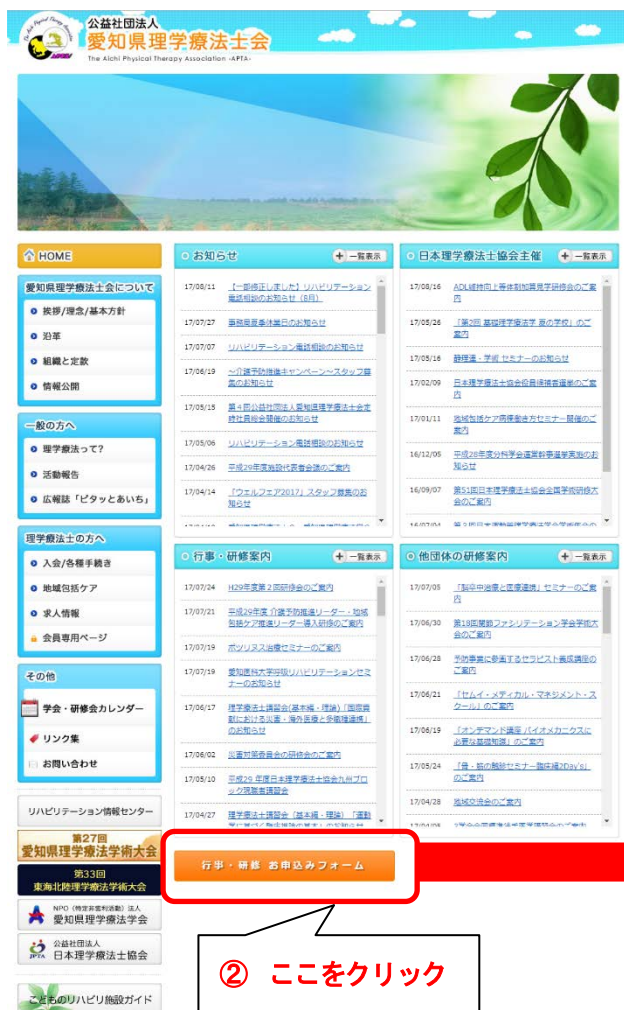 公益社団法人
愛知県理学療法士会
The Aichi Physical Therapy Association -APTA-
HOME
愛知県理学療法士会について
挨拶/理念/基本方針
沿革
組織と定款
情報公開
一般の方へ
理学療法って?
活動報告
広報誌「ピタッとあいち」
理学療法士の方へ
入会/各種手続き
地域包括ケア
求人情報
会員専用ページ
その他
学会・研修会カレンダー
リンク集
お問い合わせ
リハビリテーション情報センター
第27回
愛知県理学療法学術大会
第33回
東海北陸理学療法学術大会
NPO(特定非営利活動)法人
愛知県理学療法学会
公益社団法人
日本理学療法士協会
こどものリハビリ施設ガイド
お知らせ
一覧表示
17/08/11 【一部修正しました】リハビリテーション
電話相談のお知らせ(8月)
17/07/27 事務局夏季休業日のお知らせ
17/07/07 リハビリテーション電話相談のお知らせ
17/06/19 ~介護予防推進キャンペーン~スタッフ募
集のお知らせ
17/05/15 第4回公益社団法人愛知県理学療法士会定
時社員総会開催のお知らせ
17/05/06 リハビリテーション電話相談のお知らせ
17/04/26 平成29年度施設代表者会議のご案内
17/04/14 「ウェルフェア2017」スタッフ募集のお
知らせ
日本理学療法士協会主催
一覧表示
17/08/16 ADL維持向上等体制加算見学研修会のご案
内
17/05/26 「第2回 基礎理学療法学 夏の学校」のご
案内
17/05/16 静理連・学術 セミナーのお知らせ
17/02/09 日本理学療法士協会役員候補者選挙のご案
内
17/01/11 地域包括ケア病棟働き方セミナー開催のご
案内
16/12/05 平成28年度分科学会運営幹事選挙実施のお
知らせ
16/09/07 第51回日本理学療法士協会全国学術研修大
会のご案内
行事・研修案内
一覧表示
17/07/24 H29年度第2回研修会のご案内
17/07/21 平成29年度 介護予防推進リーダー・地域
包括ケア推進リーダー導入研修のご案内
17/07/19 ボツリヌス治療セミナーのご案内
17/07/19 愛知医科大学呼吸リハビリテーションセミ
ナーのお知らせ
17/06/17 理学療法士講習会(基本編・理論)「国際貢
献における災害・海外医療と多職種連携」
のお知らせ
17/06/02 災害対策委員会の研修会のご案内
17/05/10 平成29 年度日本理学療法士協会九州ブロ
ック現職者講習会
17/04/27 理学療法士講習会(基本編・理論)「運動
他団体の研修案内
一覧表示
17/07/05 「脳卒中治療と医療連携」セミナーのご案
内
17/06/30 第18回関節ファシリテーション学会学術大
会のご案内
17/06/28 予防事業に参画するセラピスト養成講座の
ご案内
17/06/21 「セムイ・メディカル・マネジメント・ス
クール」のご案内
17/06/19 「オンデマンド講座 バイオメカニクスに
必要な基礎知識」のご案内
17/05/24 「骨・筋の触診セミナー臨床編2Day's」
のご案内
17/04/28 地域交流会のご案内
行事・研修 お申込みフォーム
② ここをクリック